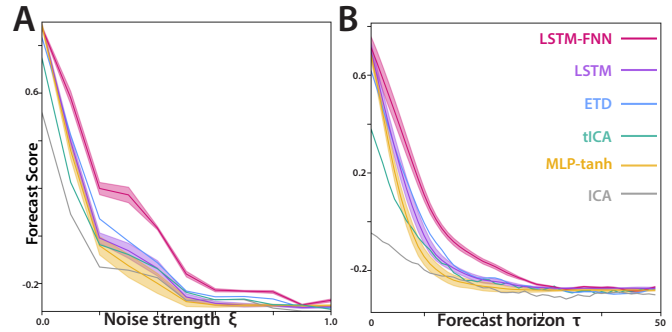 A
Forecast Score
0.6
-0.2
0.0
Noise strength ξ
1.0
B
0.6
0.2
-0.2
0
Forecast horizon τ
50
LSTM-FNN
LSTM
ETD
tICA
MLP-tanh
ICA